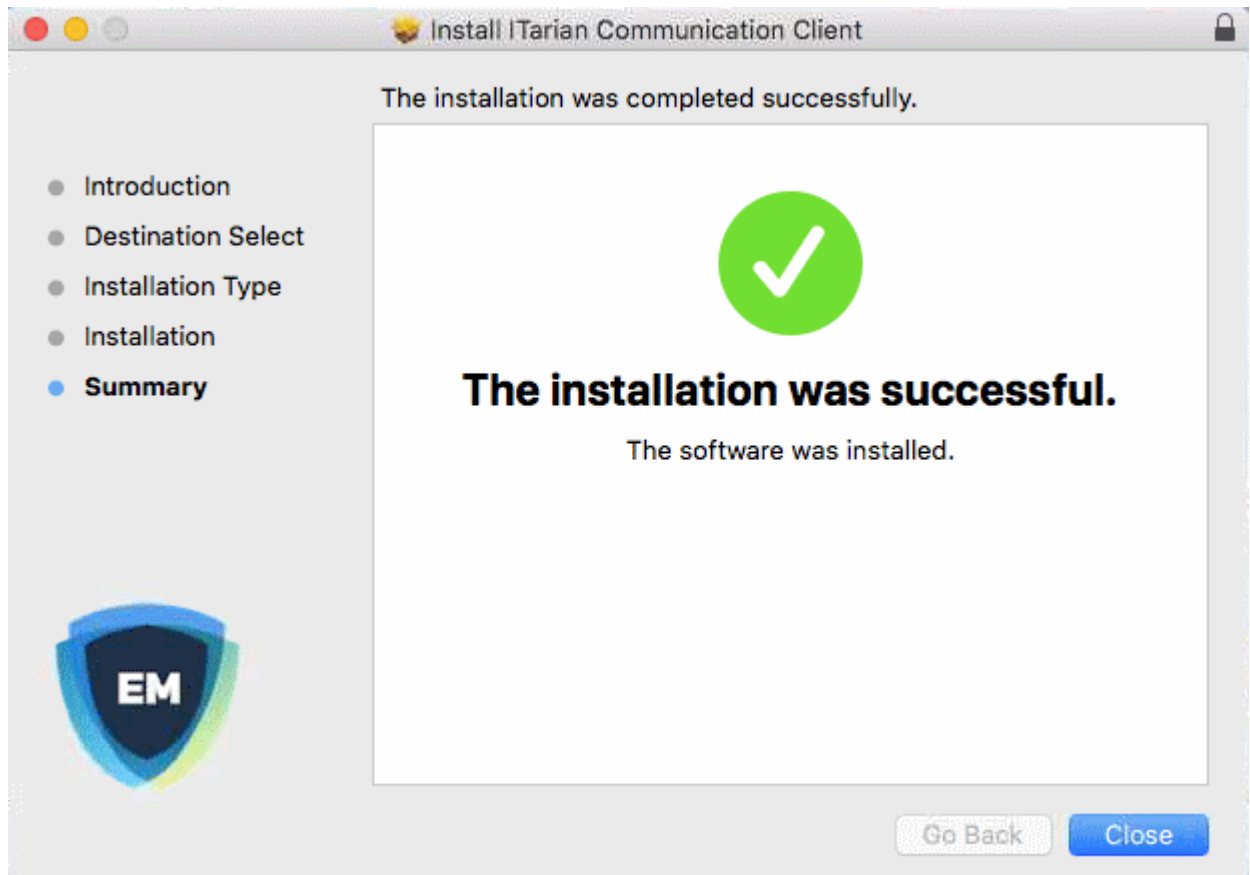 Install ITarian Communication Client
The installation was completed successfully.
Introduction
Destination Select
Installation Type
Installation
Summary
The installation was successful.
The software was installed.
EM
Go Back
Close